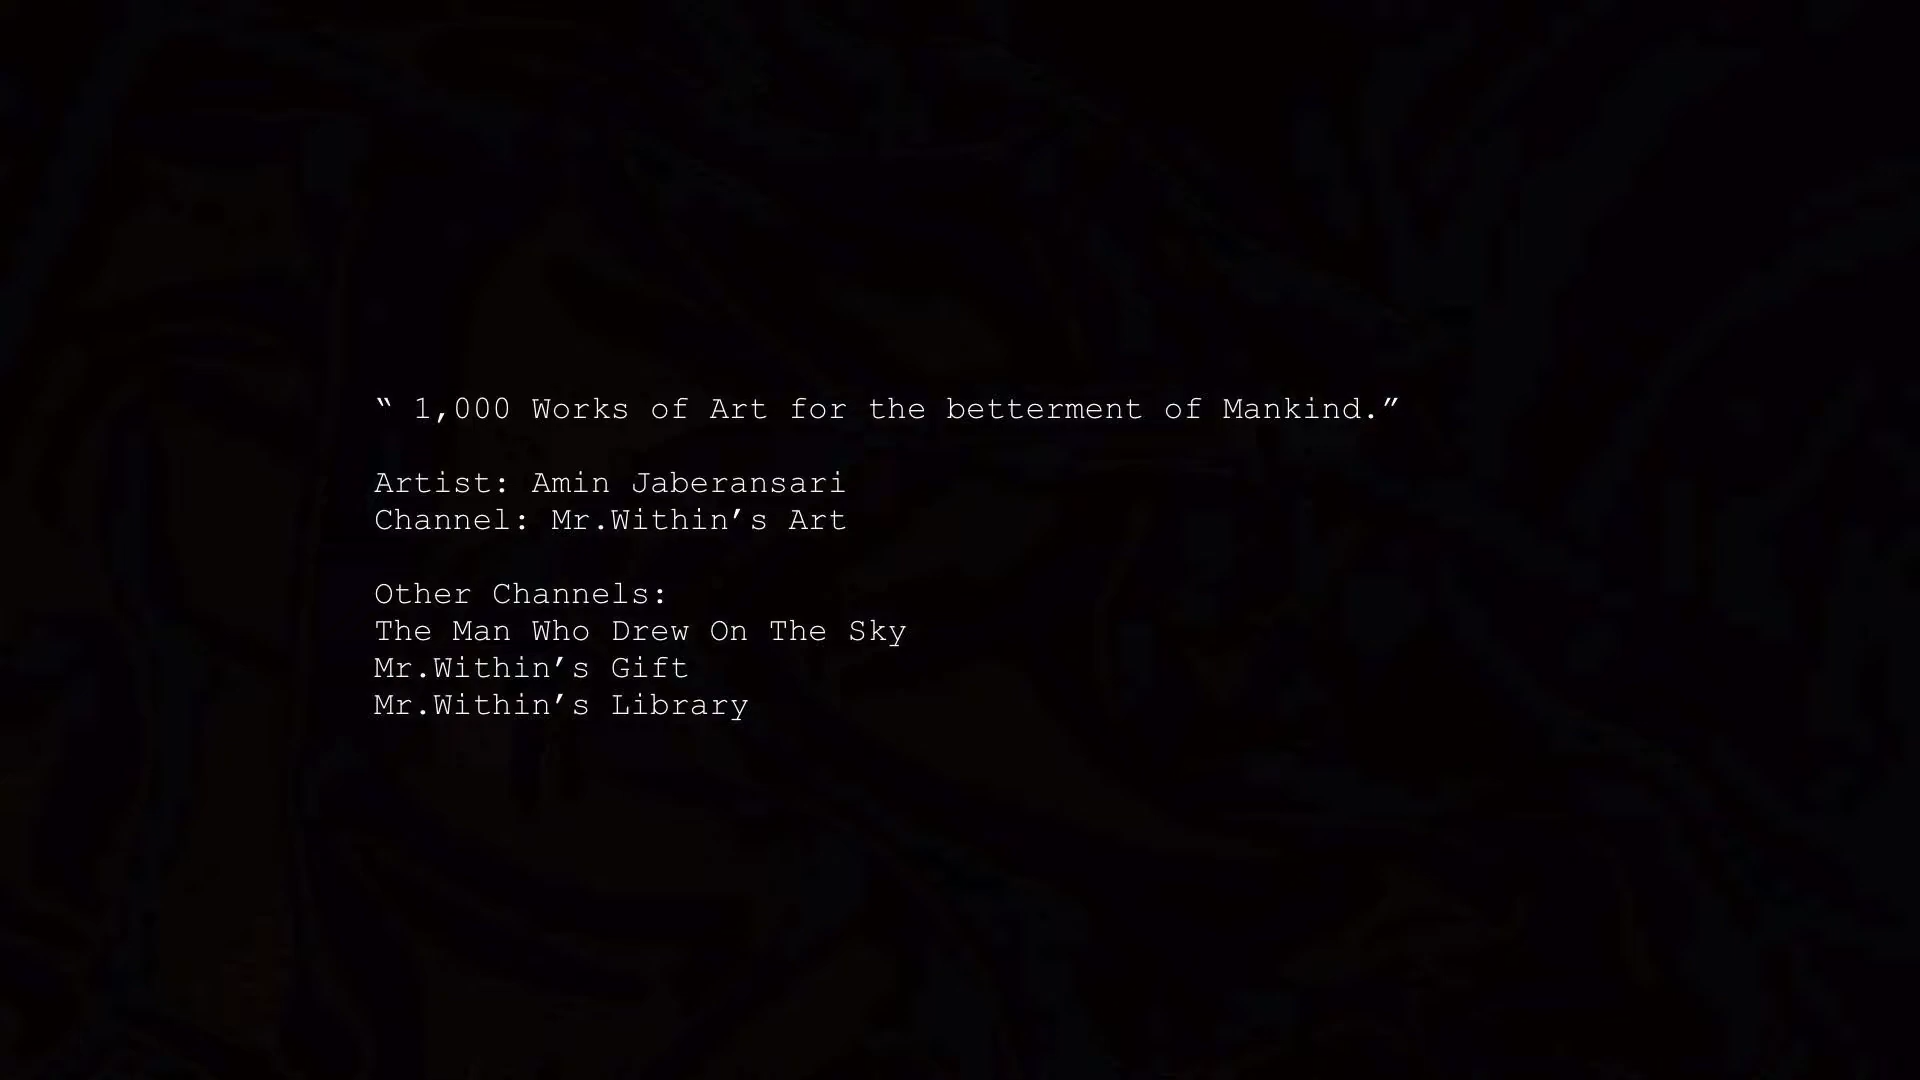 “ 1,000 Works of Art for the betterment of Mankind.”
Artist: Amin Jaberansari
Channel: Mr.Within’s Art
Other Channels:
The Man Who Drew On The Sky
Mr.Within’s Gift
Mr.Within’s Library